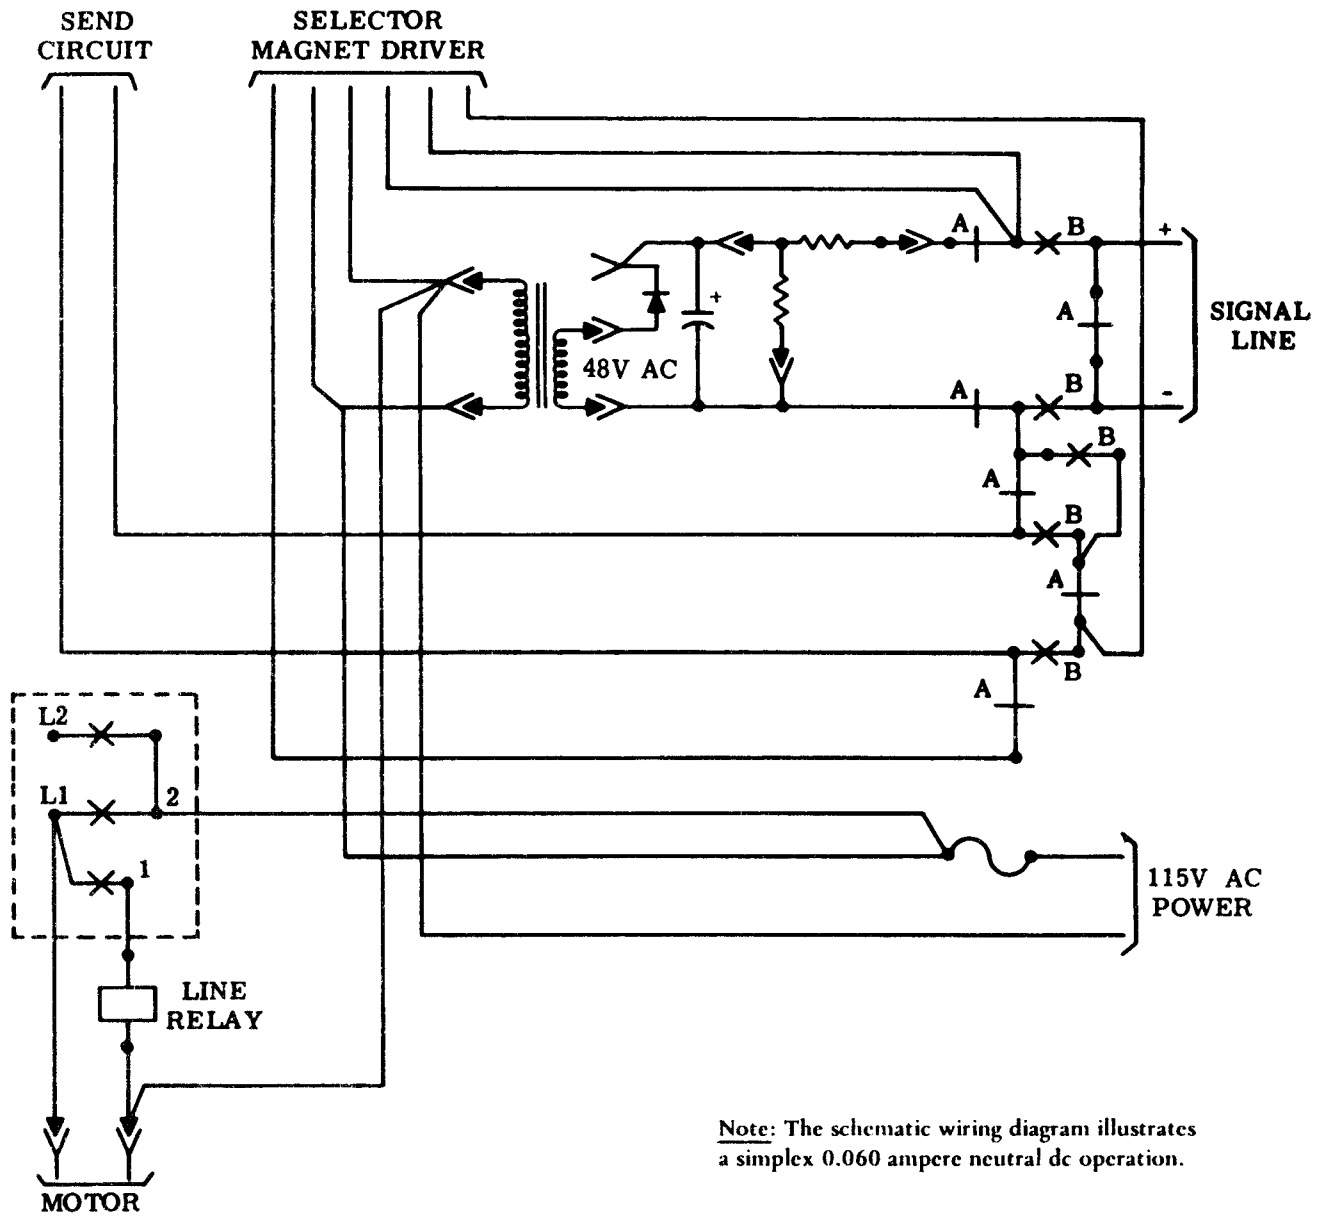 SEND
CIRCUIT
SELECTOR
MAGNET DRIVER
A
B
+
+
A
SIGNAL
LINE
48V AC
A
B
-
B
A
B
A
B
A
L2
L1
2
1
115V AC
POWER
LINE
RELAY
Note: The schematic wiring diagram illustrates
a simplex 0.060 ampere neutral dc operation.
MOTOR